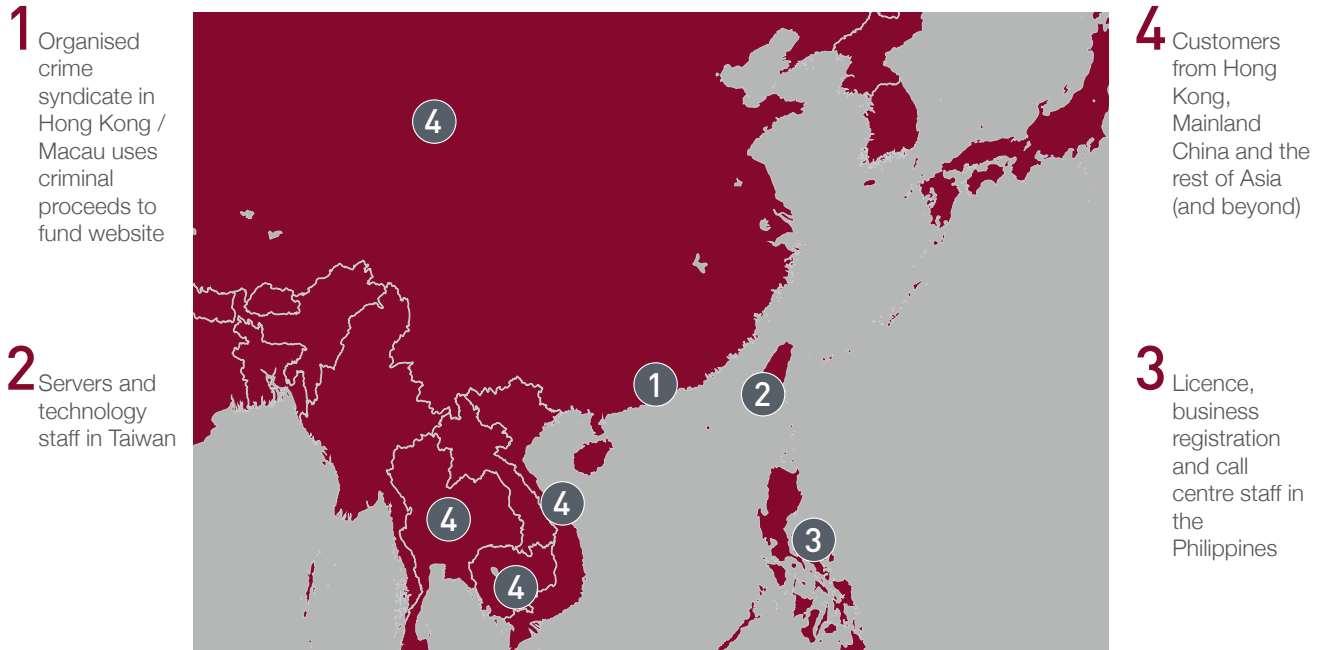 1 Organised
crime
syndicate in
Hong Kong /
Macau uses
criminal
proceeds to
fund website
2 Servers and
technology
staff in Taiwan
4
1
2
4
4
3
4
4 Customers
from Hong
Kong,
Mainland
China and the
rest of Asia
(and beyond)
3 Licence,
business
registration
and call
centre staff in
the
Philippines